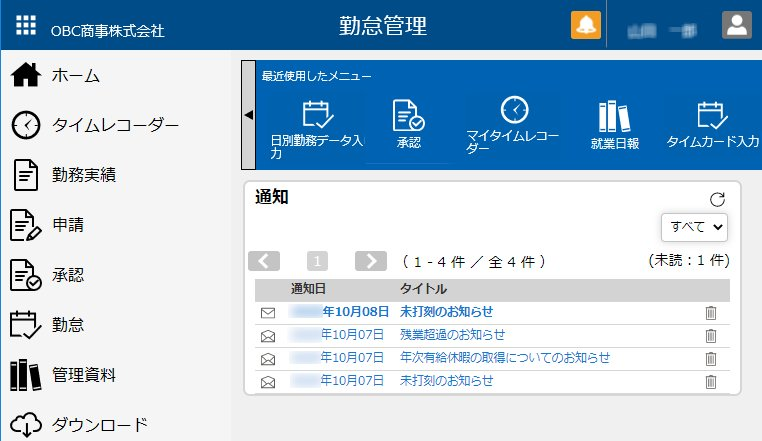 OBC商事株式会社
勤怠管理
ホーム
タイムレコーダー
勤務実績
申請
承認
勤怠
管理資料
ダウンロード
最近使用したメニュー
日別勤務データ入
力
承認
マイタイムレコー
ダー
就業日報
タイムカード入力
通知
すべて
1
( 1 - 4 件 ／ 全 4 件 )
(未読 : 1 件)
通知日 タイトル
年10月08日 未打刻のお知らせ
年10月07日 残業超過のお知らせ
年10月07日 年次有給休暇の取得についてのお知らせ
年10月07日 未打刻のお知らせ